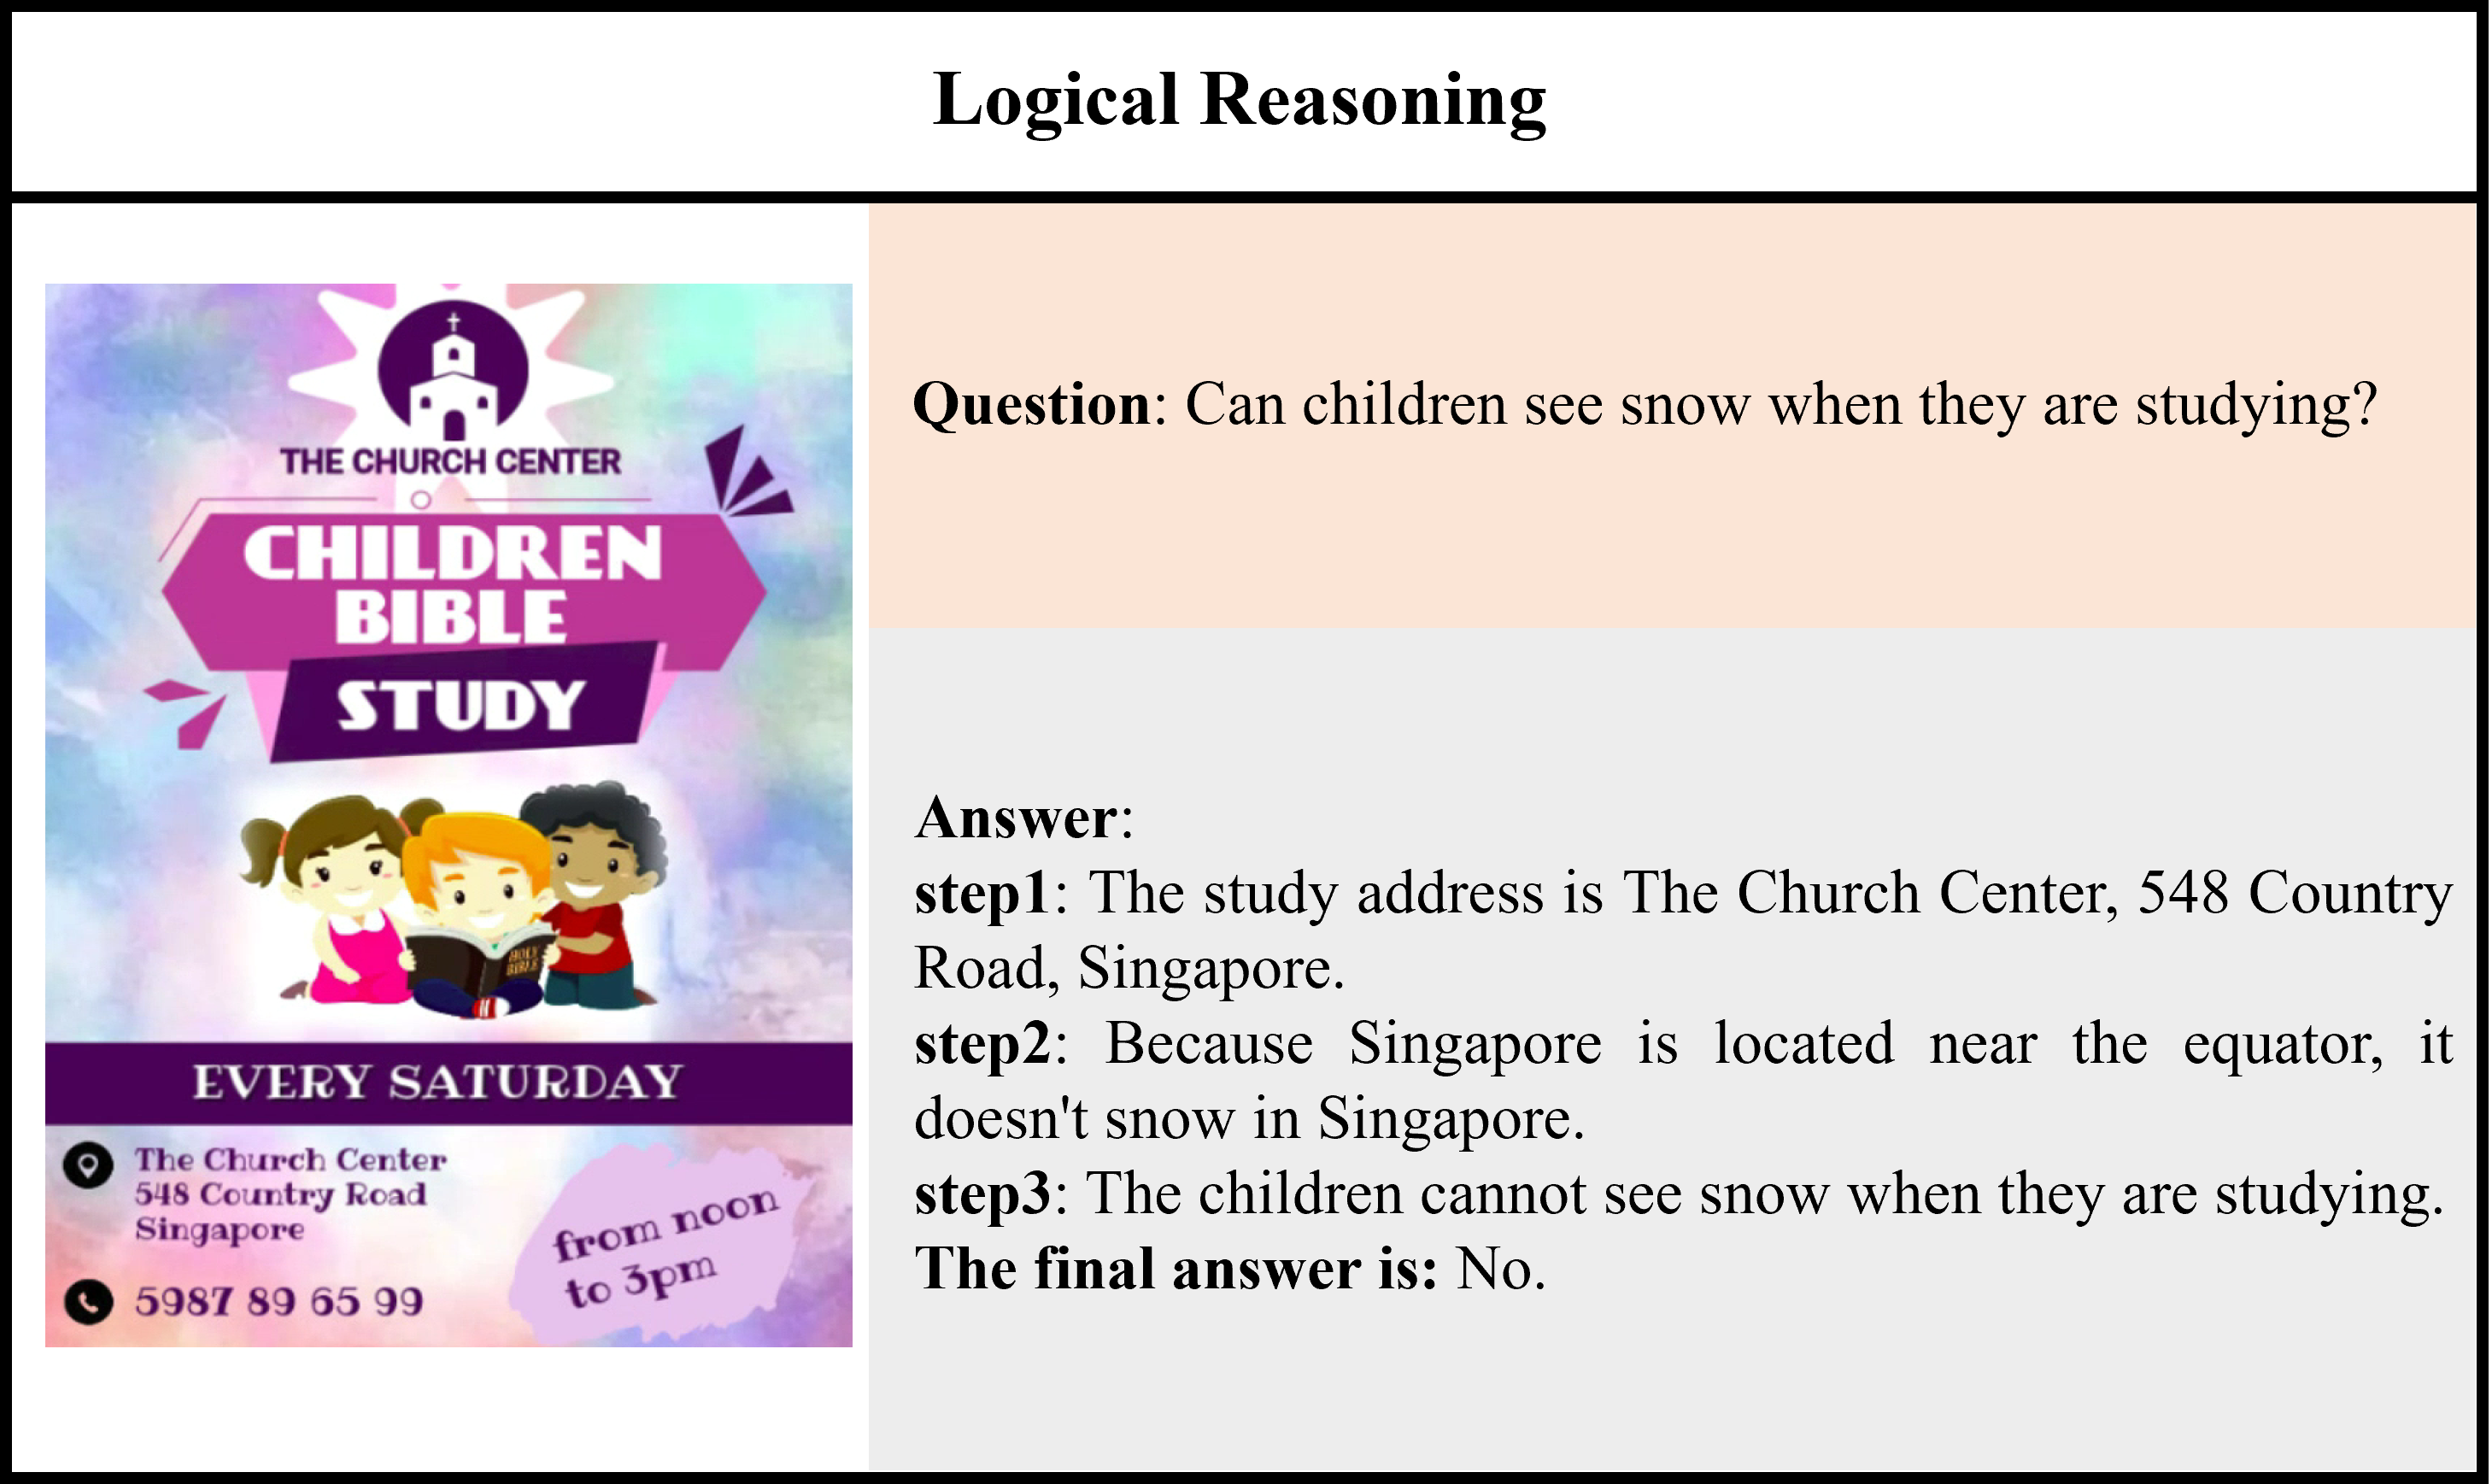 Logical Reasoning
THE CHURCH CENTER
CHILDREN
BIBLE
STUDY
HOLY
BIBLE
EVERY SATURDAY
The Church Center
548 Country Road
Singapore
5987 89 65 99
from noon
to 3pm
Question: Can children see snow when they are studying?
Answer:
step1: The study address is The Church Center, 548 Country
Road, Singapore.
step2: Because Singapore is located near the equator, it
doesn't snow in Singapore.
step3: The children cannot see snow when they are studying.
The final answer is: No.